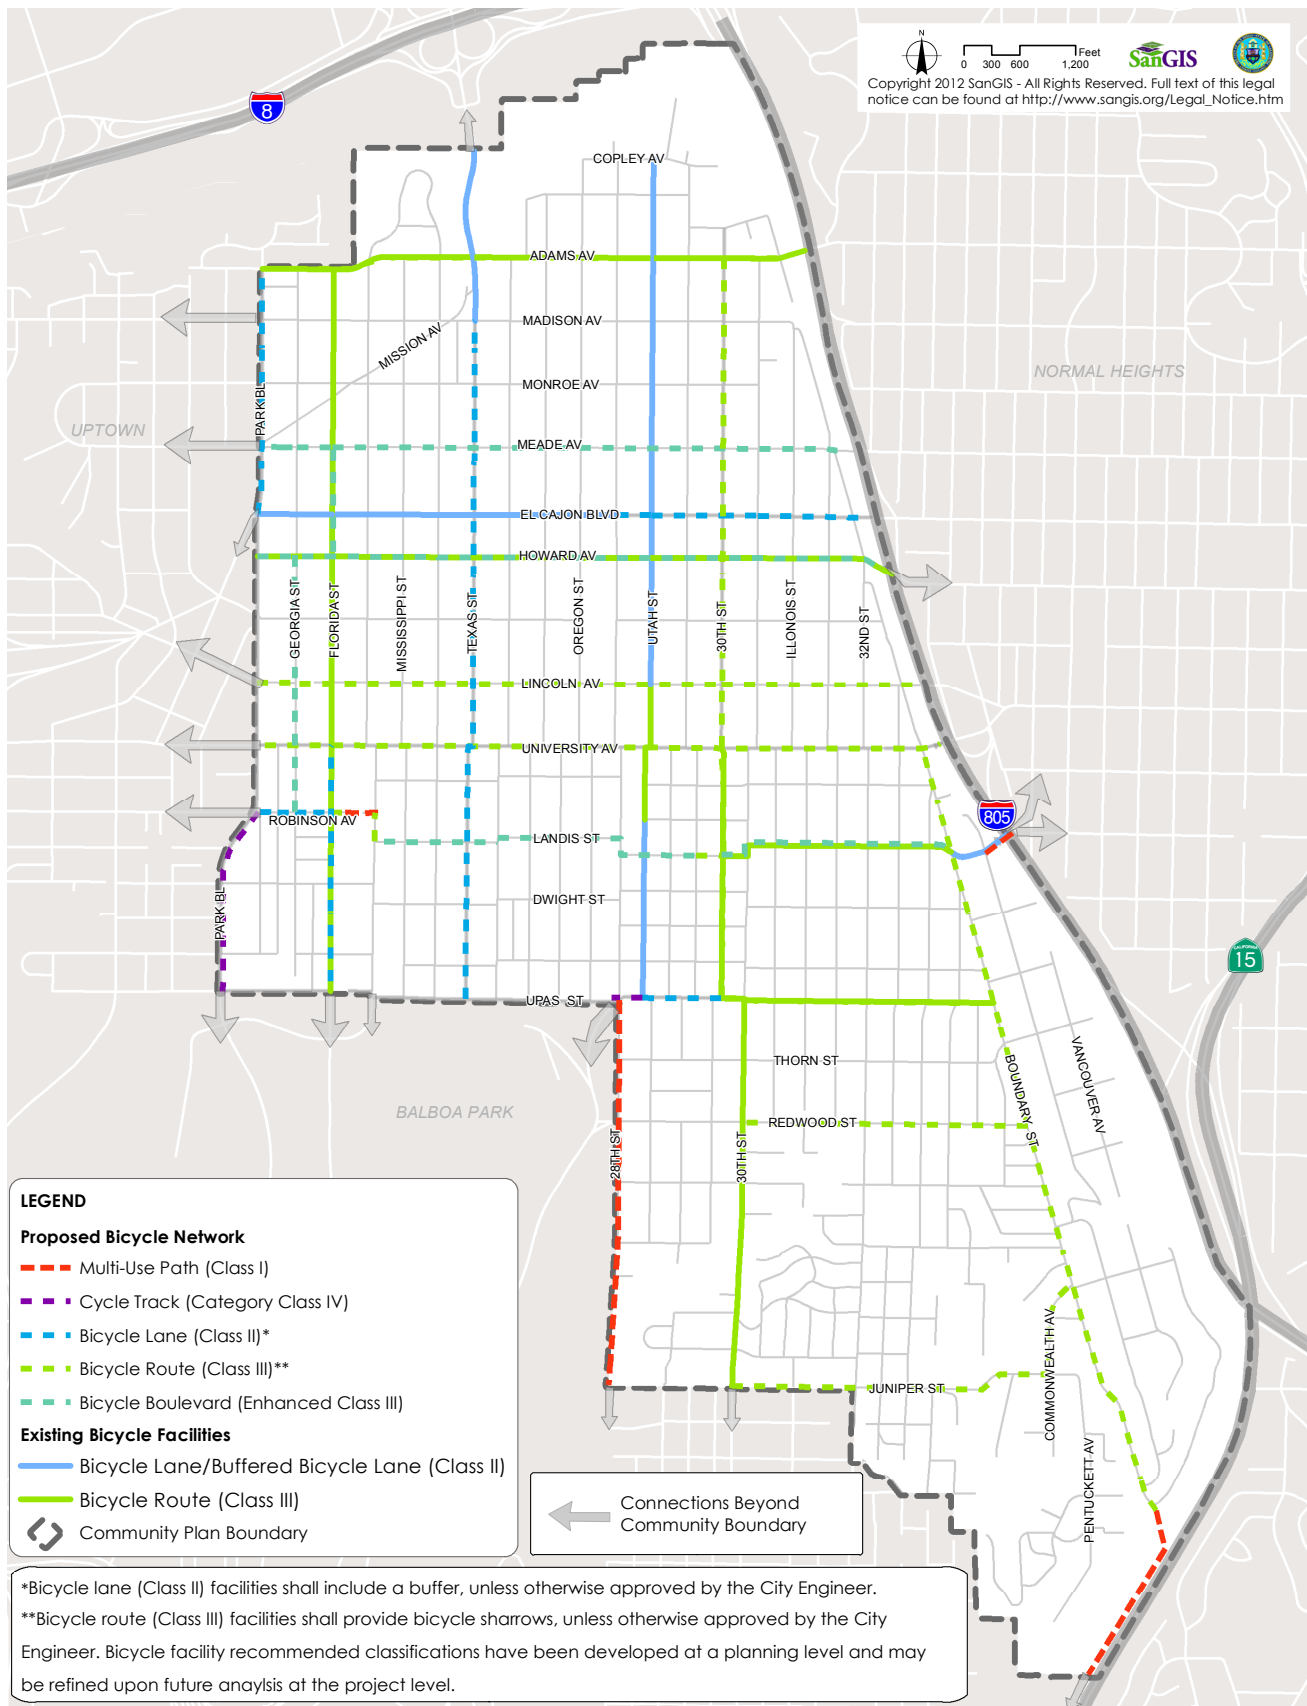 N
0 300 600 1,200 Feet
SanGIS
Copyright 2012 SanGIS - All Rights Reserved. Full text of this legal
notice can be found at http://www.sangis.org/Legal_Notice.htm
8
COPLEY AV
ADAMS AV
MADISON AV
MISSION AV
MONROE AV
NORMAL HEIGHTS
PARK BL
UPTOWN
MEADE AV
EL CAJON BLVD
HOWARD AV
GEORGIA ST
FLORIDA ST
MISSISSIPPI ST
TEXAS ST
OREGON ST
UTAH ST
30TH ST
ILLONOIS ST
32ND ST
LINCOLN AV
UNIVERSITY AV
ROBINSON AV
805
LANDIS ST
DWIGHT ST
PARK BL
CALIFORNIA
15
UPAS ST
THORN ST
BOUNDARY ST
VANCOUVER AV
BALBOA PARK
REDWOOD ST
28TH ST
30TH ST
JUNIPER ST
COMMONWEALTH AV
PENTUCKETT AV
LEGEND
Proposed Bicycle Network
Multi-Use Path (Class I)
Cycle Track (Category Class IV)
Bicycle Lane (Class II)*
Bicycle Route (Class III)**
Bicycle Boulevard (Enhanced Class III)
Existing Bicycle Facilities
Bicycle Lane/Buffered Bicycle Lane (Class II)
Bicycle Route (Class III)
Community Plan Boundary
Connections Beyond
Community Boundary
*Bicycle lane (Class II) facilities shall include a buffer, unless otherwise approved by the City Engineer.
**Bicycle route (Class III) facilities shall provide bicycle sharrows, unless otherwise approved by the City
Engineer. Bicycle facility recommended classifications have been developed at a planning level and may
be refined upon future anaylsis at the project level.